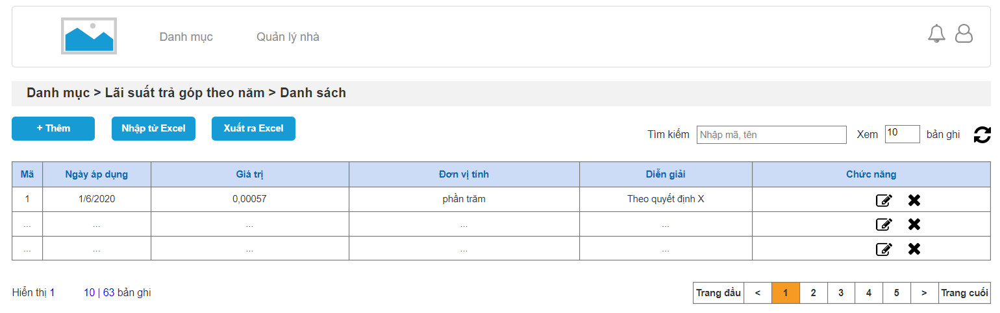 Danh mục Quản lý nhà
Danh mục > Lãi suất trả góp theo năm > Danh sách
+ Thêm Nhập từ Excel Xuất ra Excel
Tìm kiếm Nhập mã, tên Xem 10 bản ghi
Mã Ngày áp dụng Giá trị Đơn vị tính Diễn giải Chức năng
1 1/6/2020 0,00057 phần trăm Theo quyết định X
... ... ... ... ...
... ... ... ... ...
Hiển thị 1 10 | 63 bản ghi Trang đầu < 1 2 3 4 5 > Trang cuối